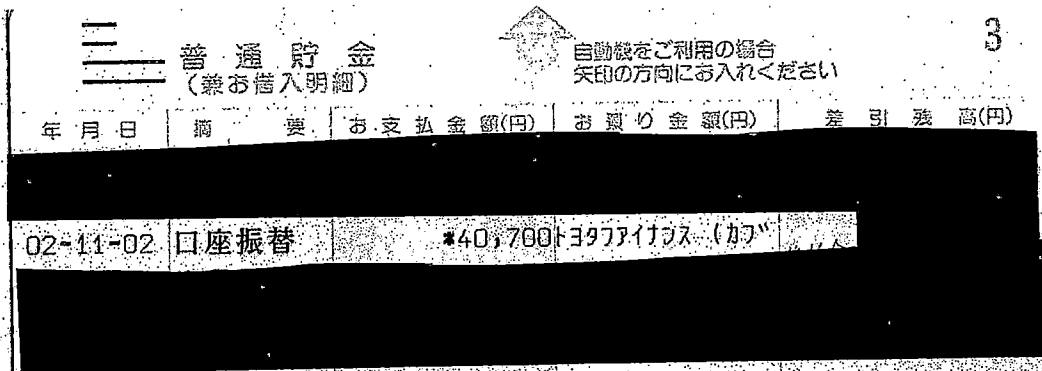 3
普通貯金
(兼お借入明細)
自動機をご利用の場合
矢印の方向にお入れください
年月日 摘要 お支払金額(円) お預り金額(円) 差引残高(円)
02-11-02 口座振替 *40,700 トヨタファイナンス (カブ